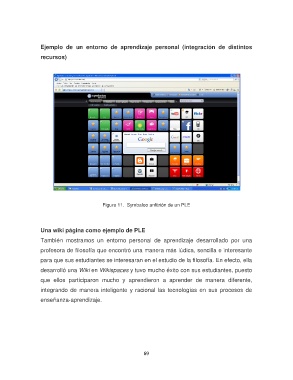 Ejemplo de un entorno de aprendizaje personal (integración de distintos
recursos)
Google
Figura 11. Symbaloo anfitrión de un PLE
Una wiki página como ejemplo de PLE
También mostramos un entorno personal de aprendizaje desarrollado por una
profesora de filosofía que encontró una manera más lúdica, sencilla e interesante
para que sus estudiantes se interesaran en el estudio de la filosofía. En efecto, ella
desarrolló una Wiki en Wikispaces y tuvo mucho éxito con sus estudiantes, puesto
que ellos participaron mucho y aprendieron a aprender de manera diferente,
integrando de manera inteligente y racional las tecnologías en sus procesos de
enseñanza-aprendizaje.
69